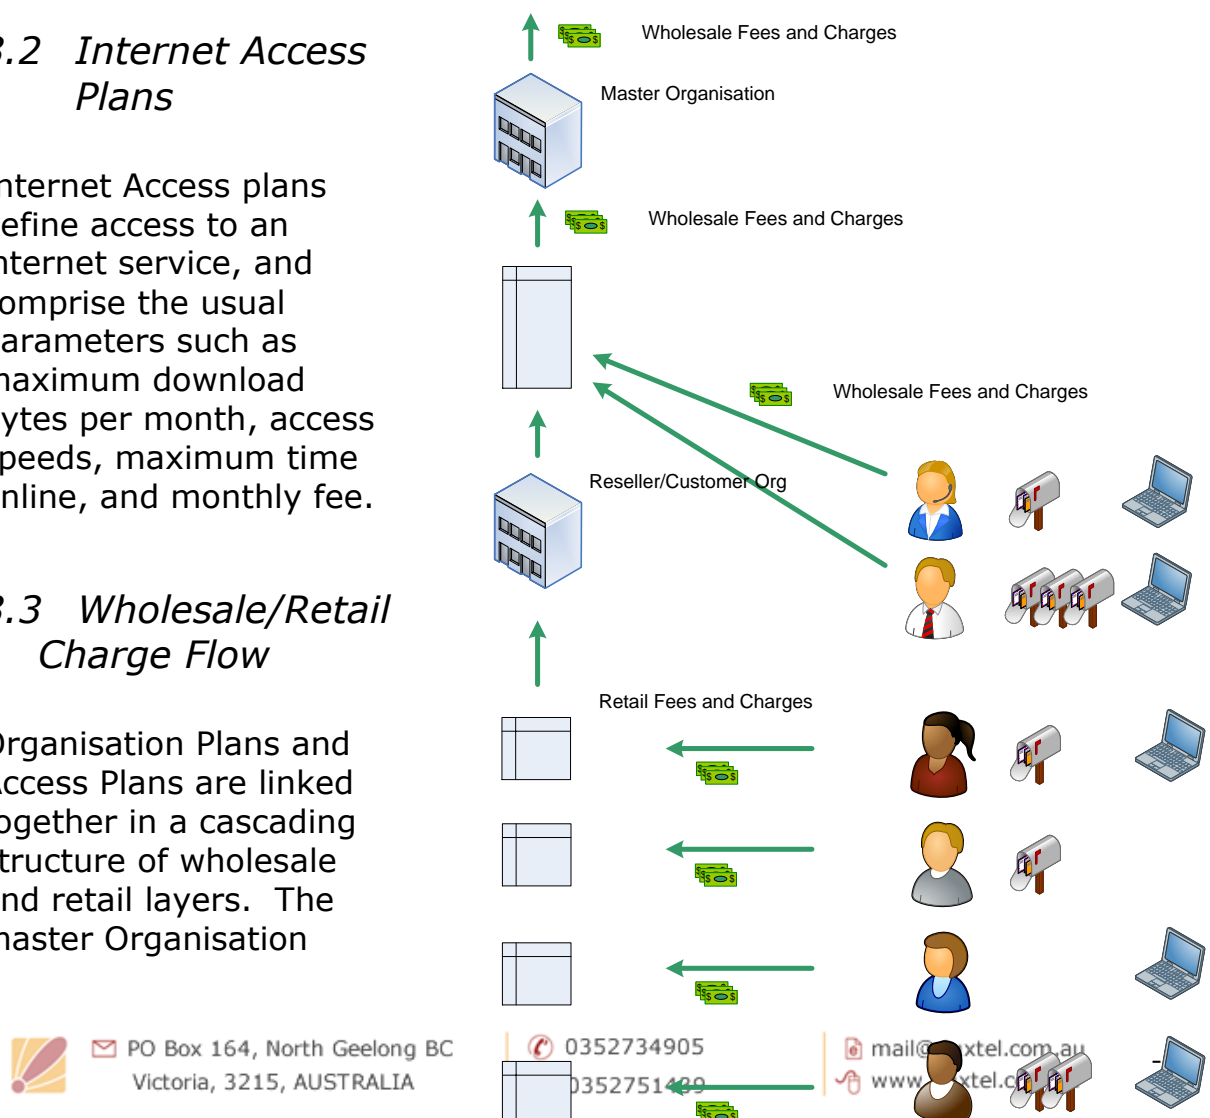 3.2 Internet Access
Plans
nternet Access plans
efine access to an
nternet service, and
omprise the usual
arameters such as
naximum download
ytes per month, access
peeds, maximum time
nline, and monthly fee.
3.3 Wholesale/Retail
Charge Flow
Organisation Plans and
Access Plans are linked
ogether in a cascading
tructure of wholesale
nd retail layers. The
naster Organisation
Wholesale Fees and Charges
Master Organisation
Wholesale Fees and Charges
Wholesale Fees and Charges
Reseller/Customer Org
Retail Fees and Charges
PO Box 164, North Geelong BC
Victoria, 3215, AUSTRALIA
0352734905
0352751489
mail@ xtel.com.au
www. xtel.c
-